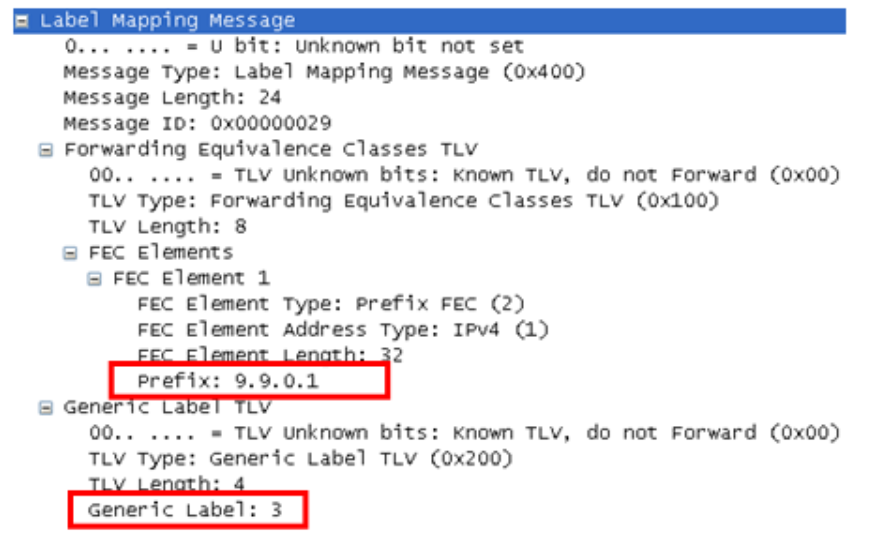 Label Mapping Message
0... .... = U bit: Unknown bit not set
Message Type: Label Mapping Message (0x400)
Message Length: 24
Message ID: 0x00000029
Forwarding Equivalence Classes TLV
00.. .... = TLV Unknown bits: Known TLV, do not Forward (0x00)
TLV Type: Forwarding Equivalence Classes TLV (0x100)
TLV Length: 8
FEC Elements
FEC Element 1
FEC Element Type: Prefix FEC (2)
FEC Element Address Type: IPv4 (1)
FEC Element Length: 32
Prefix: 9.9.0.1
Generic Label TLV
00.. .... = TLV Unknown bits: Known TLV, do not Forward (0x00)
TLV Type: Generic Label TLV (0x200)
TLV Length: 4
Generic Label: 3